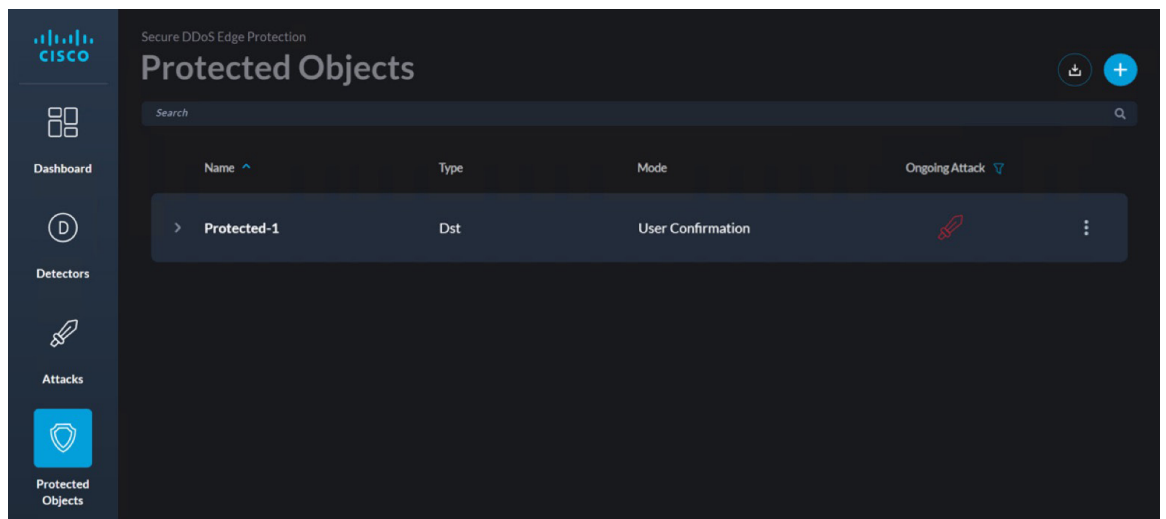 CISCO
Secure DDoS Edge Protection
Protected Objects
Search
Dashboard
Name Type Mode Ongoing Attack
D
Protected-1 Dst User Confirmation
Detectors
Attacks
Protected
Objects